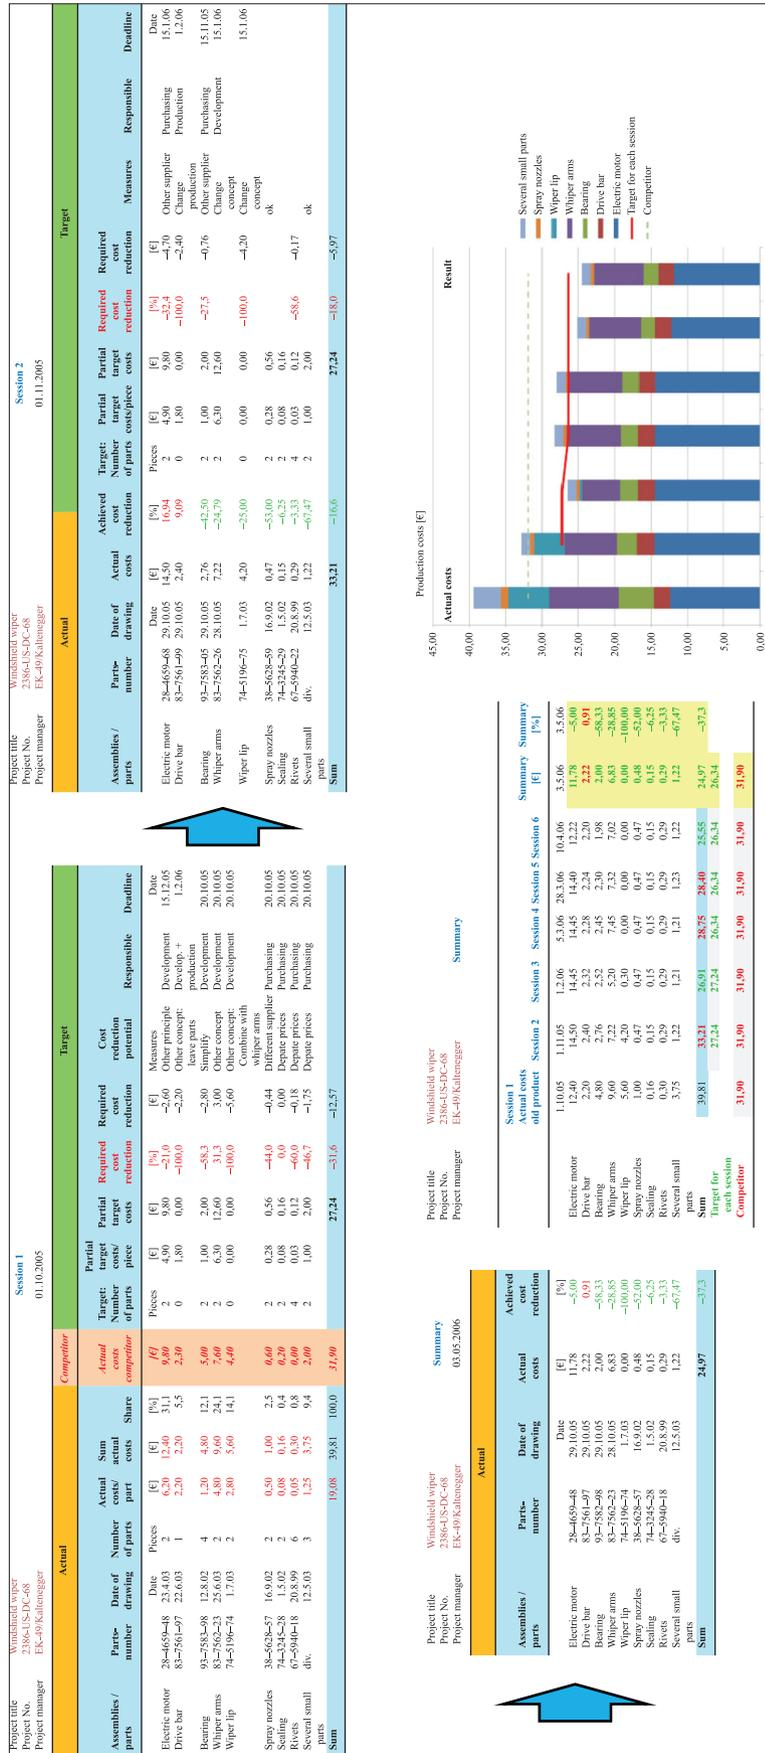 Project title Windshield wiper Session 1
Project No. 2386-US-DC-68
Project manager EK-49/Kaltenegger 01.10.2005
Actual Competitor Target
Assemblies / parts Parts–number Date of drawing Number of parts Actual costs/ part Sum actual costs Share Actual costs competitor Target: Number of parts Partial target costs/ piece Partial target costs Required cost reduction Required cost reduction Cost reduction potential Responsible Deadline
Date Pieces [€] [€] [%] [€] Pieces [€] [€] [%] [€] Measures Date
Electric motor 28–4659–48 23.4.03 2 6,20 12,40 31,1 9,80 2 4,90 9,80 –21,0 –2,60 Other principle Development 15.12.05
Drive bar 83–7561–97 22.6.03 1 2,20 2,20 5,5 2,30 0 1,80 0,00 –100,0 –2,20 Other concept: leave parts Develop. + production 1.2.06
Bearing 93–7583–98 12.8.02 4 1,20 4,80 12,1 5,00 2 1,00 2,00 –58,3 –2,80 Simplify Development 20.10.05
Whiper arms 83–7562–23 25.6.03 2 4,80 9,60 24,1 7,60 2 6,30 12,60 31,3 3,00 Other concept Development 20.10.05
Wiper lip 74–5196–74 1.7.03 2 2,80 5,60 14,1 4,40 0 0,00 0,00 –100,0 –5,60 Other concept: Combine with whiper arms Development 20.10.05
Spray nozzles 38–5628–57 16.9.02 2 0,50 1,00 2,5 0,60 2 0,28 0,56 –44,0 –0,44 Different supplier Purchasing 20.10.05
Sealing 74–3245–28 1.5.02 2 0,08 0,16 0,4 0,20 2 0,08 0,16 0,0 0,00 Depate prices Purchasing 20.10.05
Rivets 67–5940–18 20.8.99 6 0,05 0,30 0,8 0,00 4 0,03 0,12 –60,0 –0,18 Depate prices Purchasing 20.10.05
Several small parts div. 12.5.03 3 1,25 3,75 9,4 2,00 2 1,00 2,00 –46,7 –1,75 Depate prices Purchasing 20.10.05
Sum 19,08 39,81 100,0 31,90 27,24 –31,6 –12,57
Project title Windshield wiper Session 2
Project No. 2386-US-DC-68
Project manager EK-49/Kaltenegger 01.11.2005
Actual Target
Assemblies / parts Parts–number Date of drawing Actual costs Achieved cost reduction Target: Number of parts Partial target costs/piece Partial target costs Required cost reduction Required cost reduction Measures Responsible Deadline
Date [€] [%] Pieces [€] [€] [%] [€] Date
Electric motor 28–4659–68 29.10.05 14,50 16,94 2 4,90 9,80 –32,4 –4,70 Other supplier Purchasing 15.1.06
Drive bar 83–7561–99 29.10.05 2,40 9,09 0 1,80 0,00 –100,0 –2,40 Change production Production 1.2.06
Bearing 93–7583–05 29.10.05 2,76 –42,50 2 1,00 2,00 –27,5 –0,76 Other supplier Purchasing 15.11.05
Whiper arms 83–7562–26 28.10.05 7,22 –24,79 2 6,30 12,60 Change concept Development 15.1.06
Wiper lip 74–5196–75 1.7.03 4,20 –25,00 0 0,00 0,00 –100,0 –4,20 Change concept 15.1.06
Spray nozzles 38–5628–59 16.9.02 0,47 –53,00 2 0,28 0,56 ok
Sealing 74–3245–29 1.5.02 0,15 –6,25 2 0,08 0,16
Rivets 67–5940–22 20.8.99 0,29 –3,33 4 0,03 0,12 –58,6 –0,17
Several small parts div. 12.5.03 1,22 –67,47 2 1,00 2,00 ok
Sum 33,21 –16,6 27,24 –18,0 –5,97
Project title Windshield wiper Summary
Project No. 2386-US-DC-68
Project manager EK-49/Kaltenegger 03.05.2006
Actual
Assemblies / parts Parts–number Date of drawing Actual costs Achieved cost reduction
Date [€] [%]
Electric motor 28–4659–48 29.10.05 11,78 –5,00
Drive bar 83–7561–97 29.10.05 2,22 0,91
Bearing 93–7582–98 29.10.05 2,00 –58,33
Whiper arms 83–7562–23 28.10.05 6,83 –28,85
Wiper lip 74–5196–74 1.7.03 0,00 –100,00
Spray nozzles 38–5628–57 16.9.02 0,48 –52,00
Sealing 74–3245–28 1.5.02 0,15 –6,25
Rivets 67–5940–18 20.8.99 0,29 –3,33
Several small parts div. 12.5.03 1,22 –67,47
Sum 24,97 –37,3
Project title Windshield wiper Summary
Project No. 2386-US-DC-68
Project manager EK-49/Kaltenegger
Session 1 Actual costs old product Session 2 Session 3 Session 4 Session 5 Session 6 Summary [€] Summary [%]
1.10.05 1.11.05 1.2.06 5.3.06 28.3.06 10.4.06 3.5.06 3.5.06
Electric motor 12,40 14,50 14,45 14,45 14,40 12,22 11,78 –5,00
Drive bar 2,20 2,40 2,32 2,28 2,24 2,20 2,22 0,91
Bearing 4,80 2,76 2,52 2,45 2,30 1,98 2,00 –58,33
Whiper arms 9,60 7,22 5,20 7,45 7,32 7,02 6,83 –28,85
Wiper lip 5,60 4,20 0,30 0,00 0,00 0,00 0,00 –100,00
Spray nozzles 1,00 0,47 0,47 0,47 0,47 0,47 0,48 –52,00
Sealing 0,16 0,15 0,15 0,15 0,15 0,15 0,15 –6,25
Rivets 0,30 0,29 0,29 0,29 0,29 0,29 0,29 –3,33
Several small parts 3,75 1,22 1,21 1,21 1,23 1,22 1,22 –67,47
Sum 39,81 33,21 26,91 28,75 28,40 25,55 24,97 –37,3
Target for each session 27,24 27,24 26,34 26,34 26,34 26,34
Competitor 31,90 31,90 31,90 31,90 31,90 31,90 31,90
Production costs [€]
45,00
40,00
35,00
30,00
25,00
20,00
15,00
10,00
5,00
0,00
Actual costs
Result
Several small parts
Spray nozzles
Wiper lip
Whiper arms
Bearing
Drive bar
Electric motor
Target for each session
Competitor